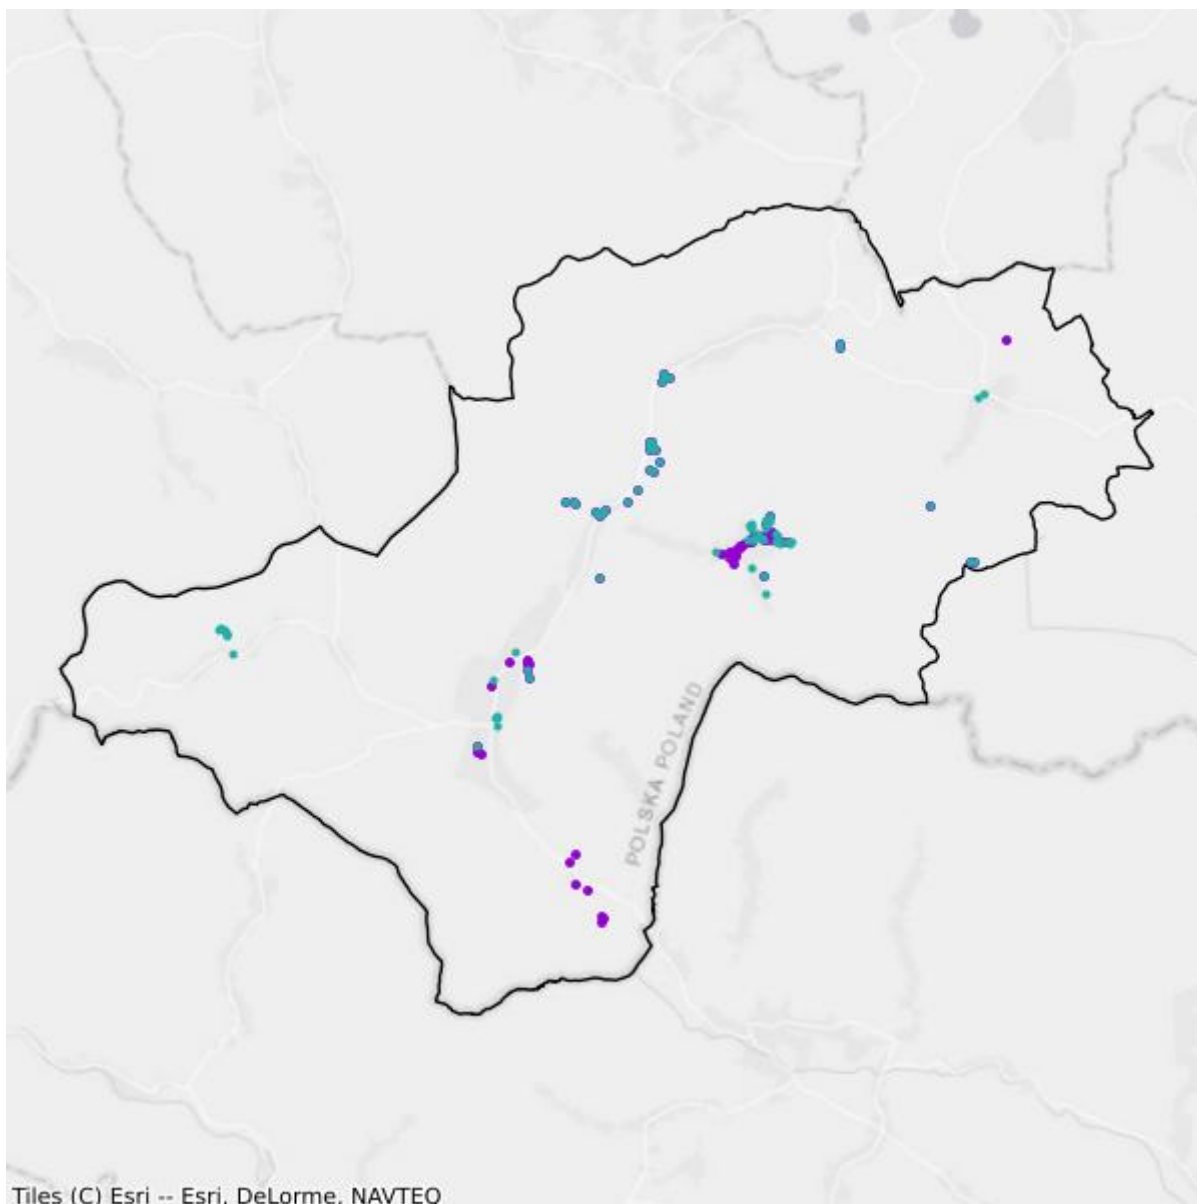 POLSKA POLAND
Tiles (C) Esri -- Esri, DeLorme, NAVTEQ